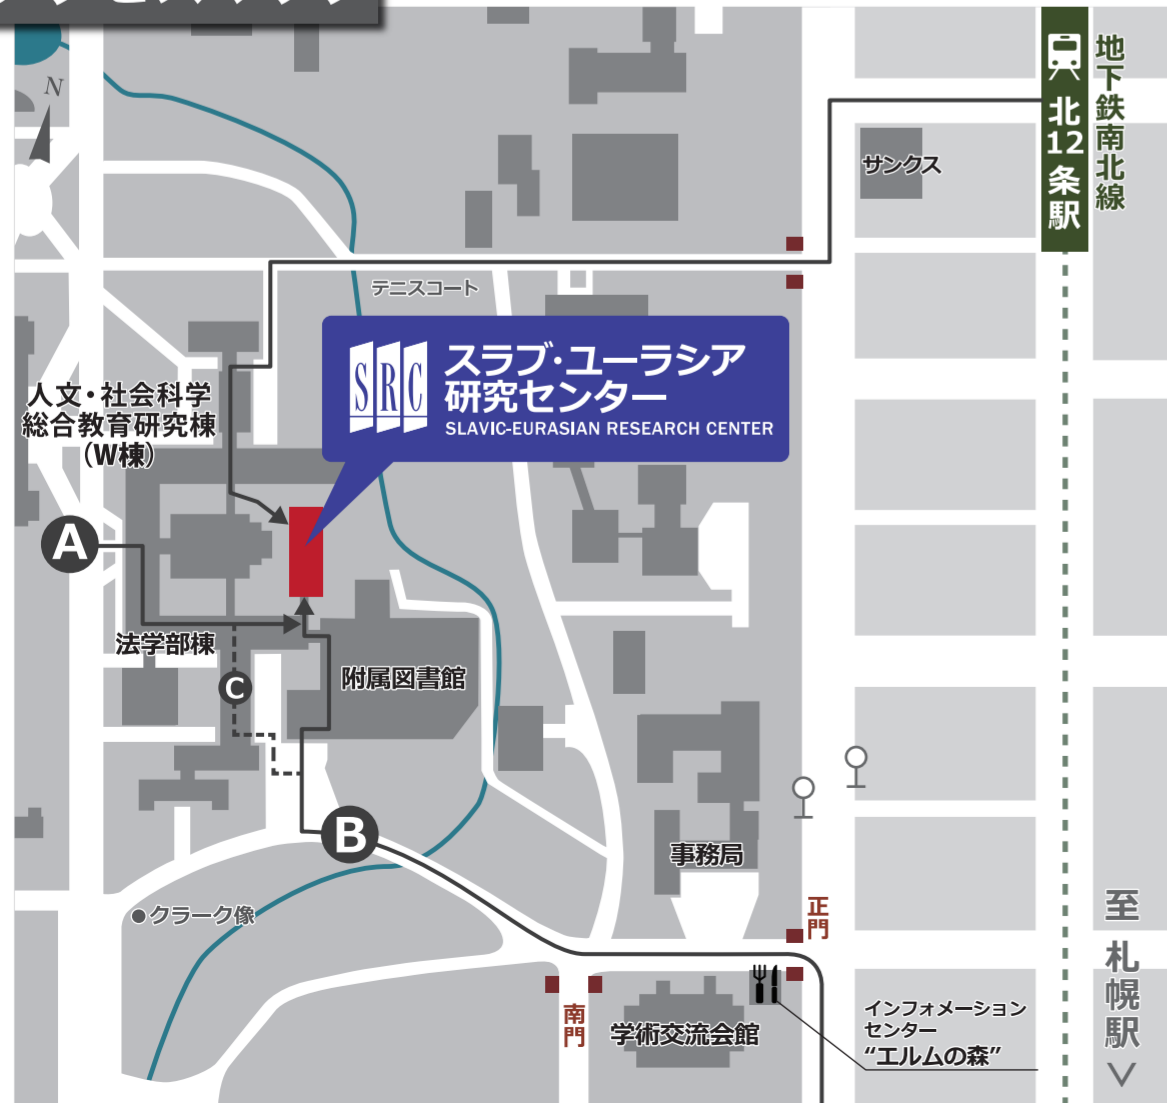 N
地下鉄南北線
北12条駅
サンクス
テニスコート
SRC
スラブ・ユーラシア
研究センター
SLAVIC-EURASIAN RESEARCH CENTER
人文・社会科学
総合教育研究棟
(W棟)
A
法学部棟
C
附属図書館
B
事務局
クラーク像
正門
至 札幌駅
南門
学術交流会館
インフォメーション
センター
“エルムの森”